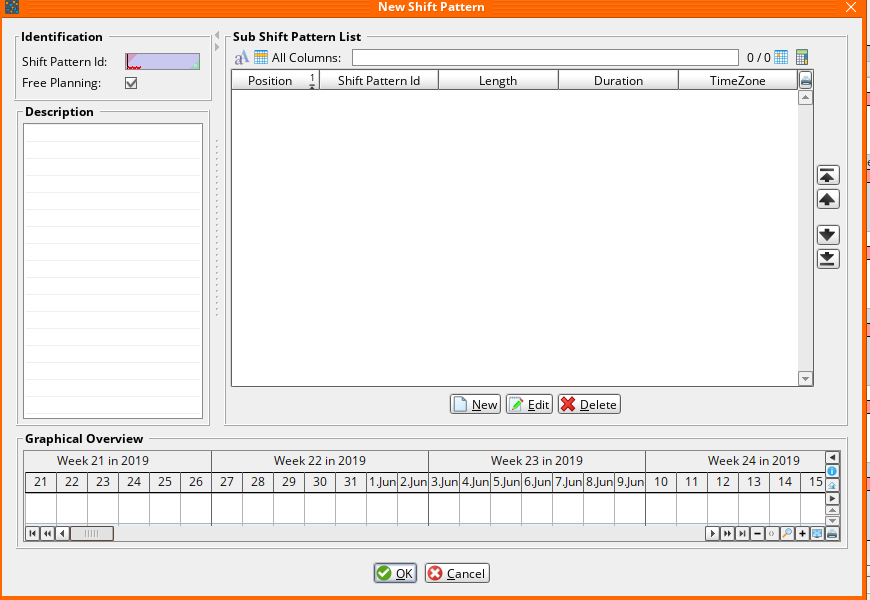 New Shift Pattern
Identification
Shift Pattern Id:
Free Planning:
Description
Sub Shift Pattern List
All Columns:
0 / 0
Position 1 Shift Pattern Id Length Duration TimeZone
New Edit Delete
Graphical Overview
Week 21 in 2019 Week 22 in 2019 Week 23 in 2019 Week 24 in 2019
21 22 23 24 25 26 27 28 29 30 31 1.Jun 2.Jun 3.Jun 4.Jun 5.Jun 6.Jun 7.Jun 8.Jun 9.Jun 10 11 12 13 14 15
OK Cancel